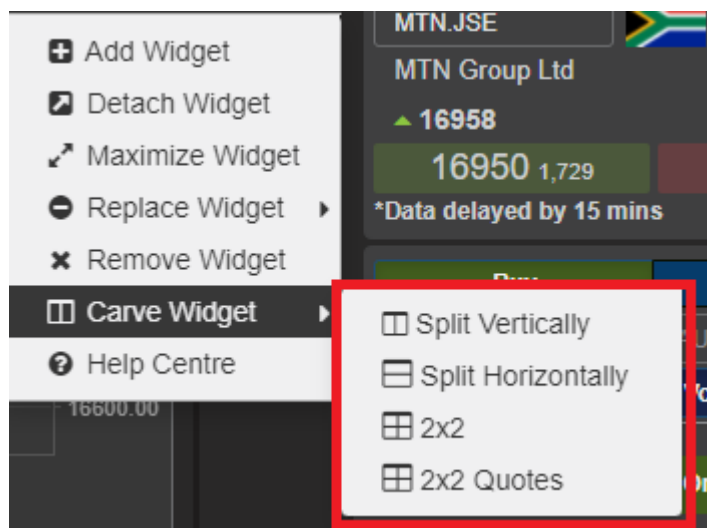 Add Widget
Detach Widget
Maximize Widget
Replace Widget
Remove Widget
Carve Widget
Help Centre
16600.00
MTN.JSE
MTN Group Ltd
16958
16950 1,729
*Data delayed by 15 mins
Split Vertically
Split Horizontally
2x2
2x2 Quotes